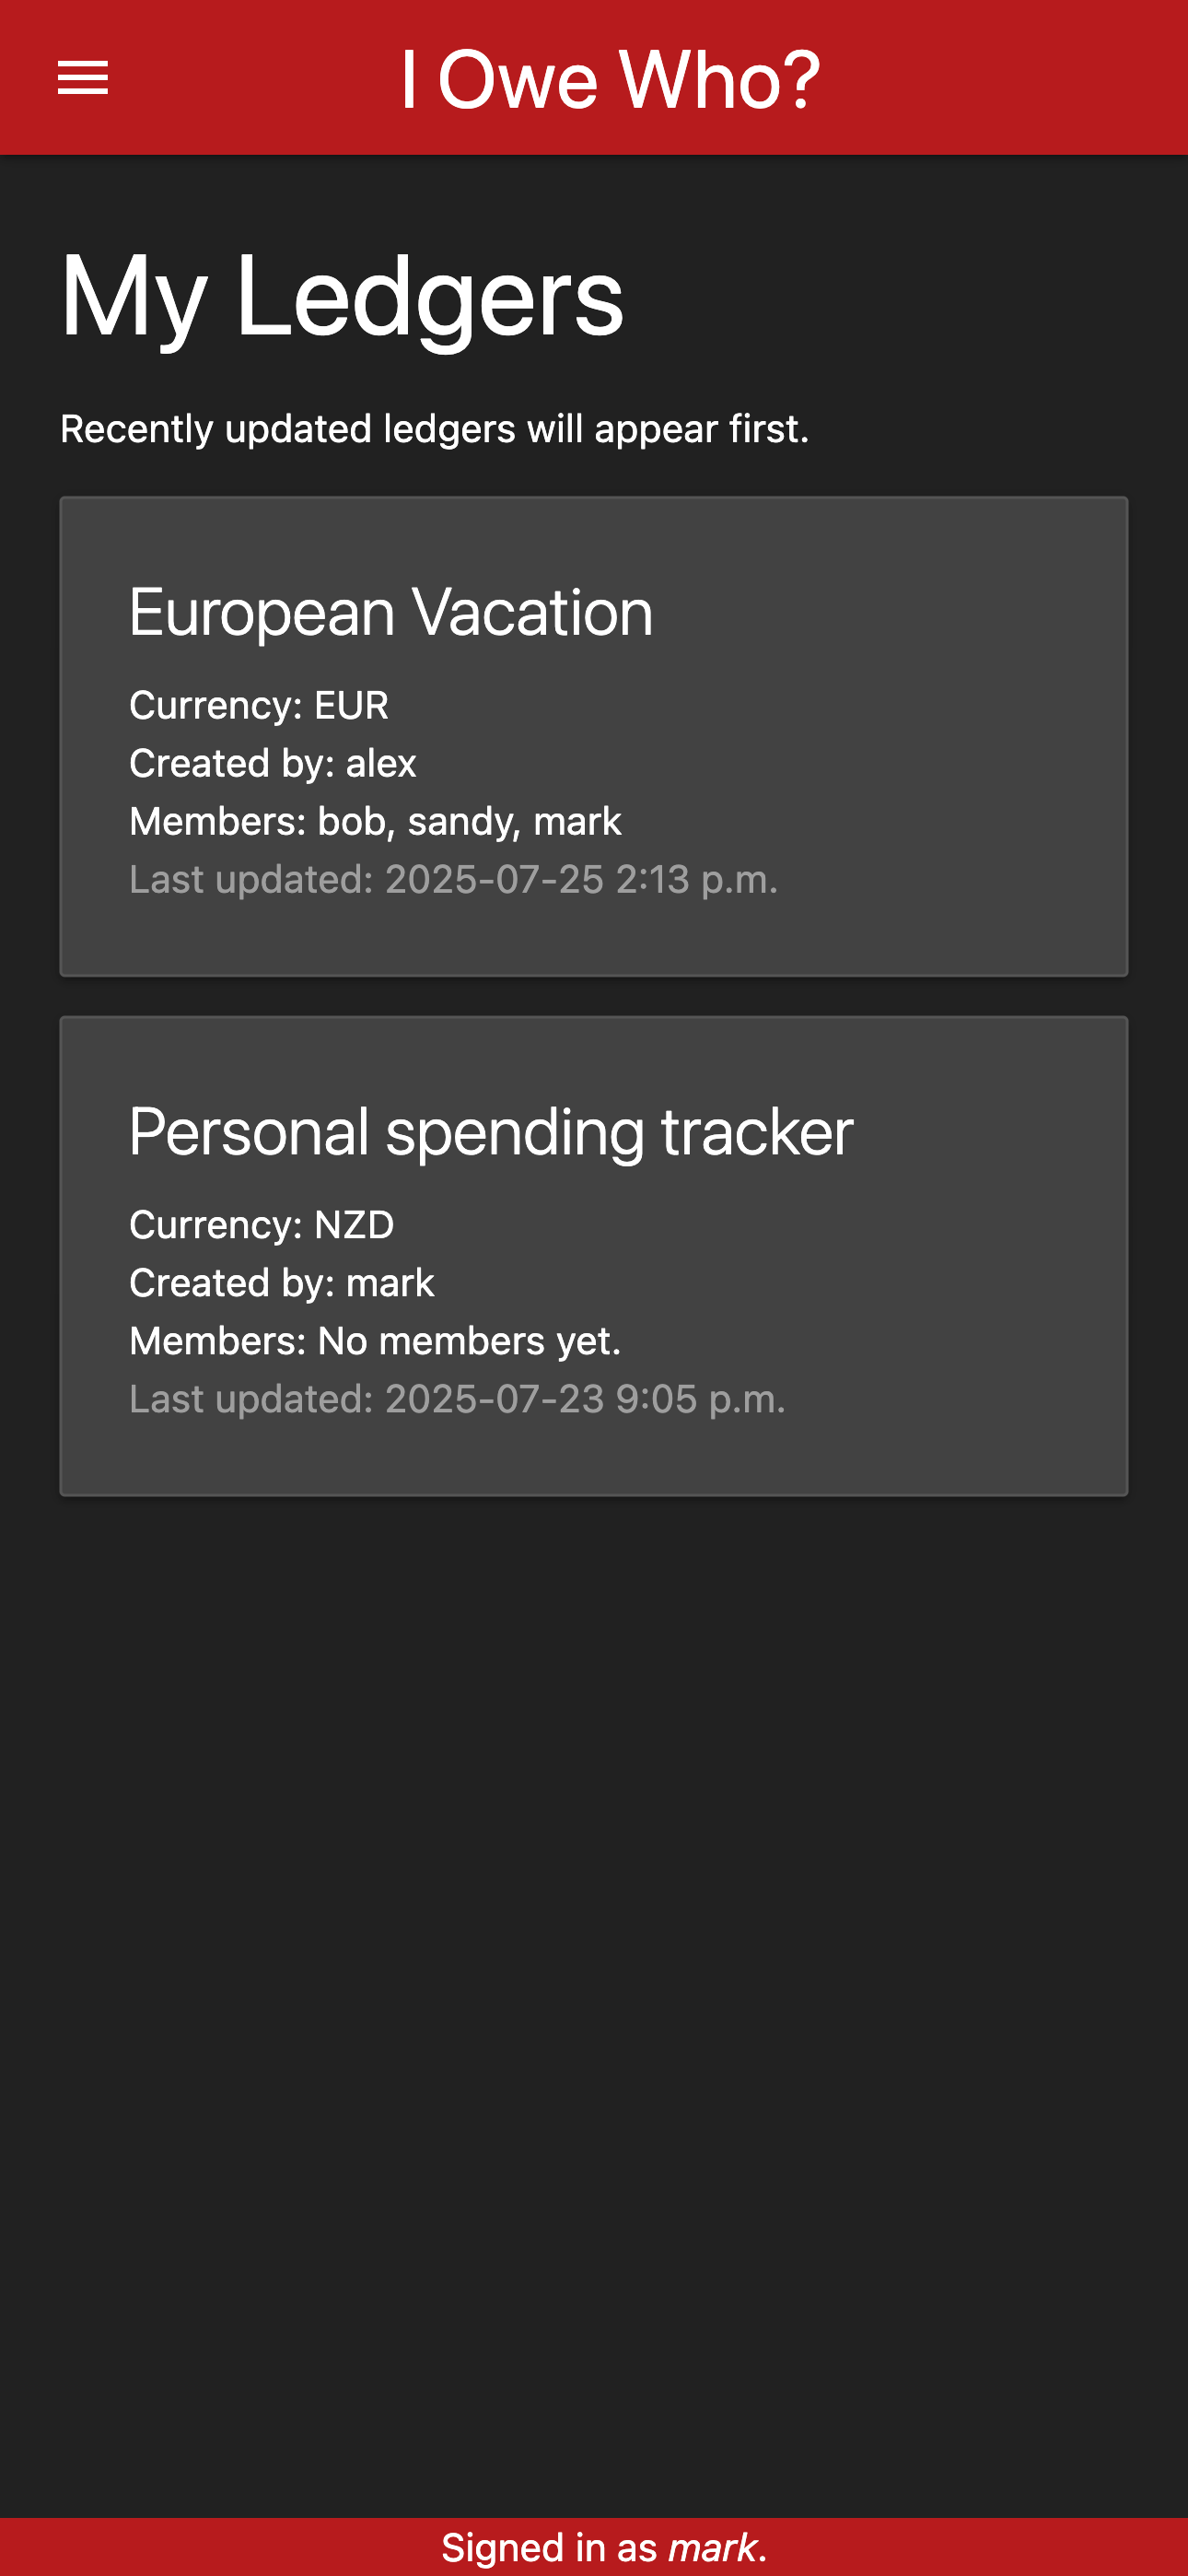 I Owe Who?
My Ledgers
Recently updated ledgers will appear first.
European Vacation
Currency: EUR
Created by: alex
Members: bob, sandy, mark
Last updated: 2025-07-25 2:13 p.m.
Personal spending tracker
Currency: NZD
Created by: mark
Members: No members yet.
Last updated: 2025-07-23 9:05 p.m.
Signed in as mark.